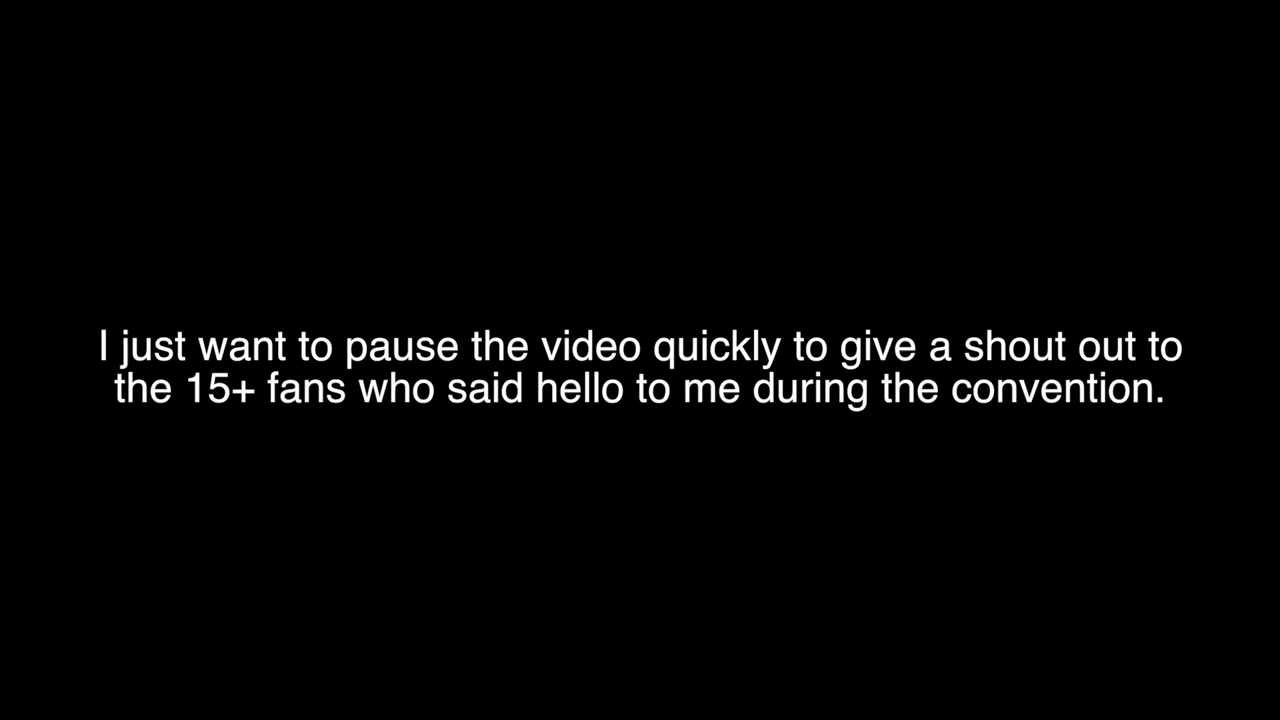 I just want to pause the video quickly to give a shout out to
the 15+ fans who said hello to me during the convention.